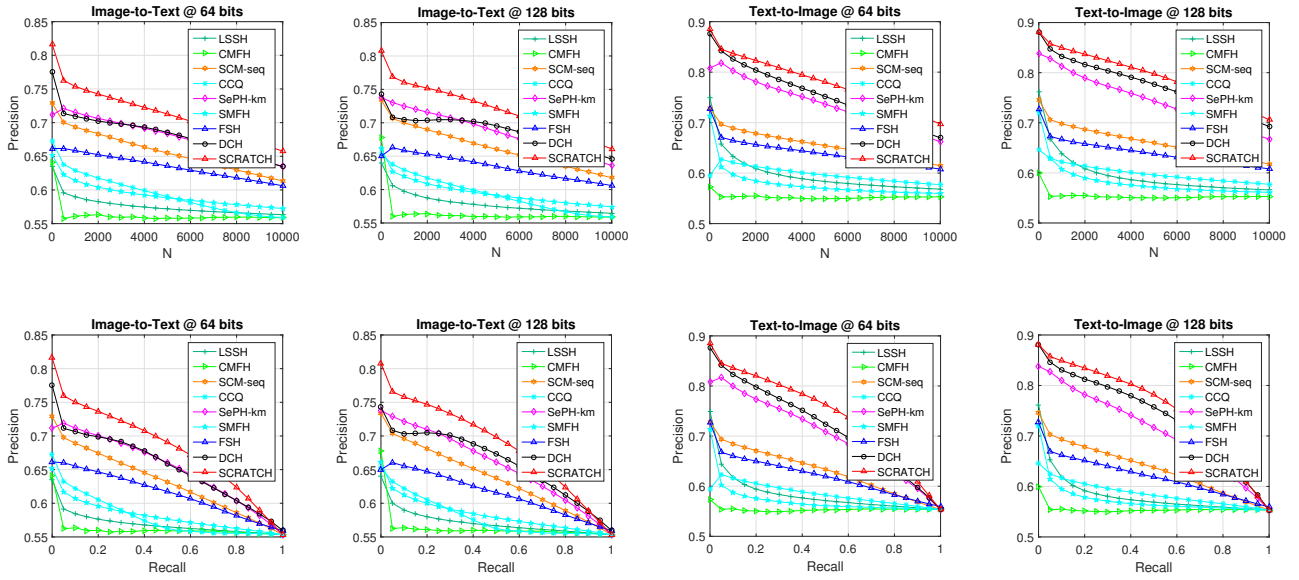 Image-to-Text @ 64 bits
0.85
0.8
0.75
0.7
0.65
0.6
0.55
Precision
0 2000 4000 6000 8000 10000
N
LSSH
CMFH
SCM-seq
CCQ
SePH-km
SMFH
FSH
DCH
SCRATCH
Image-to-Text @ 128 bits
0.85
0.8
0.75
0.7
0.65
0.6
0.55
Precision
0 2000 4000 6000 8000 10000
N
LSSH
CMFH
SCM-seq
CCQ
SePH-km
SMFH
FSH
DCH
SCRATCH
Text-to-Image @ 64 bits
0.9
0.8
0.7
0.6
0.5
Precision
0 2000 4000 6000 8000 10000
N
LSSH
CMFH
SCM-seq
CCQ
SePH-km
SMFH
FSH
DCH
SCRATCH
Text-to-Image @ 128 bits
0.9
0.8
0.7
0.6
0.5
Precision
0 2000 4000 6000 8000 10000
N
LSSH
CMFH
SCM-seq
CCQ
SePH-km
SMFH
FSH
DCH
SCRATCH
Image-to-Text @ 64 bits
0.85
0.8
0.75
0.7
0.65
0.6
0.55
Precision
0 0.2 0.4 0.6 0.8 1
Recall
LSSH
CMFH
SCM-seq
CCQ
SePH-km
SMFH
FSH
DCH
SCRATCH
Image-to-Text @ 128 bits
0.85
0.8
0.75
0.7
0.65
0.6
0.55
Precision
0 0.2 0.4 0.6 0.8 1
Recall
LSSH
CMFH
SCM-seq
CCQ
SePH-km
SMFH
FSH
DCH
SCRATCH
Text-to-Image @ 64 bits
0.9
0.8
0.7
0.6
0.5
Precision
0 0.2 0.4 0.6 0.8 1
Recall
LSSH
CMFH
SCM-seq
CCQ
SePH-km
SMFH
FSH
DCH
SCRATCH
Text-to-Image @ 128 bits
0.9
0.8
0.7
0.6
0.5
Precision
0 0.2 0.4 0.6 0.8 1
Recall
LSSH
CMFH
SCM-seq
CCQ
SePH-km
SMFH
FSH
DCH
SCRATCH